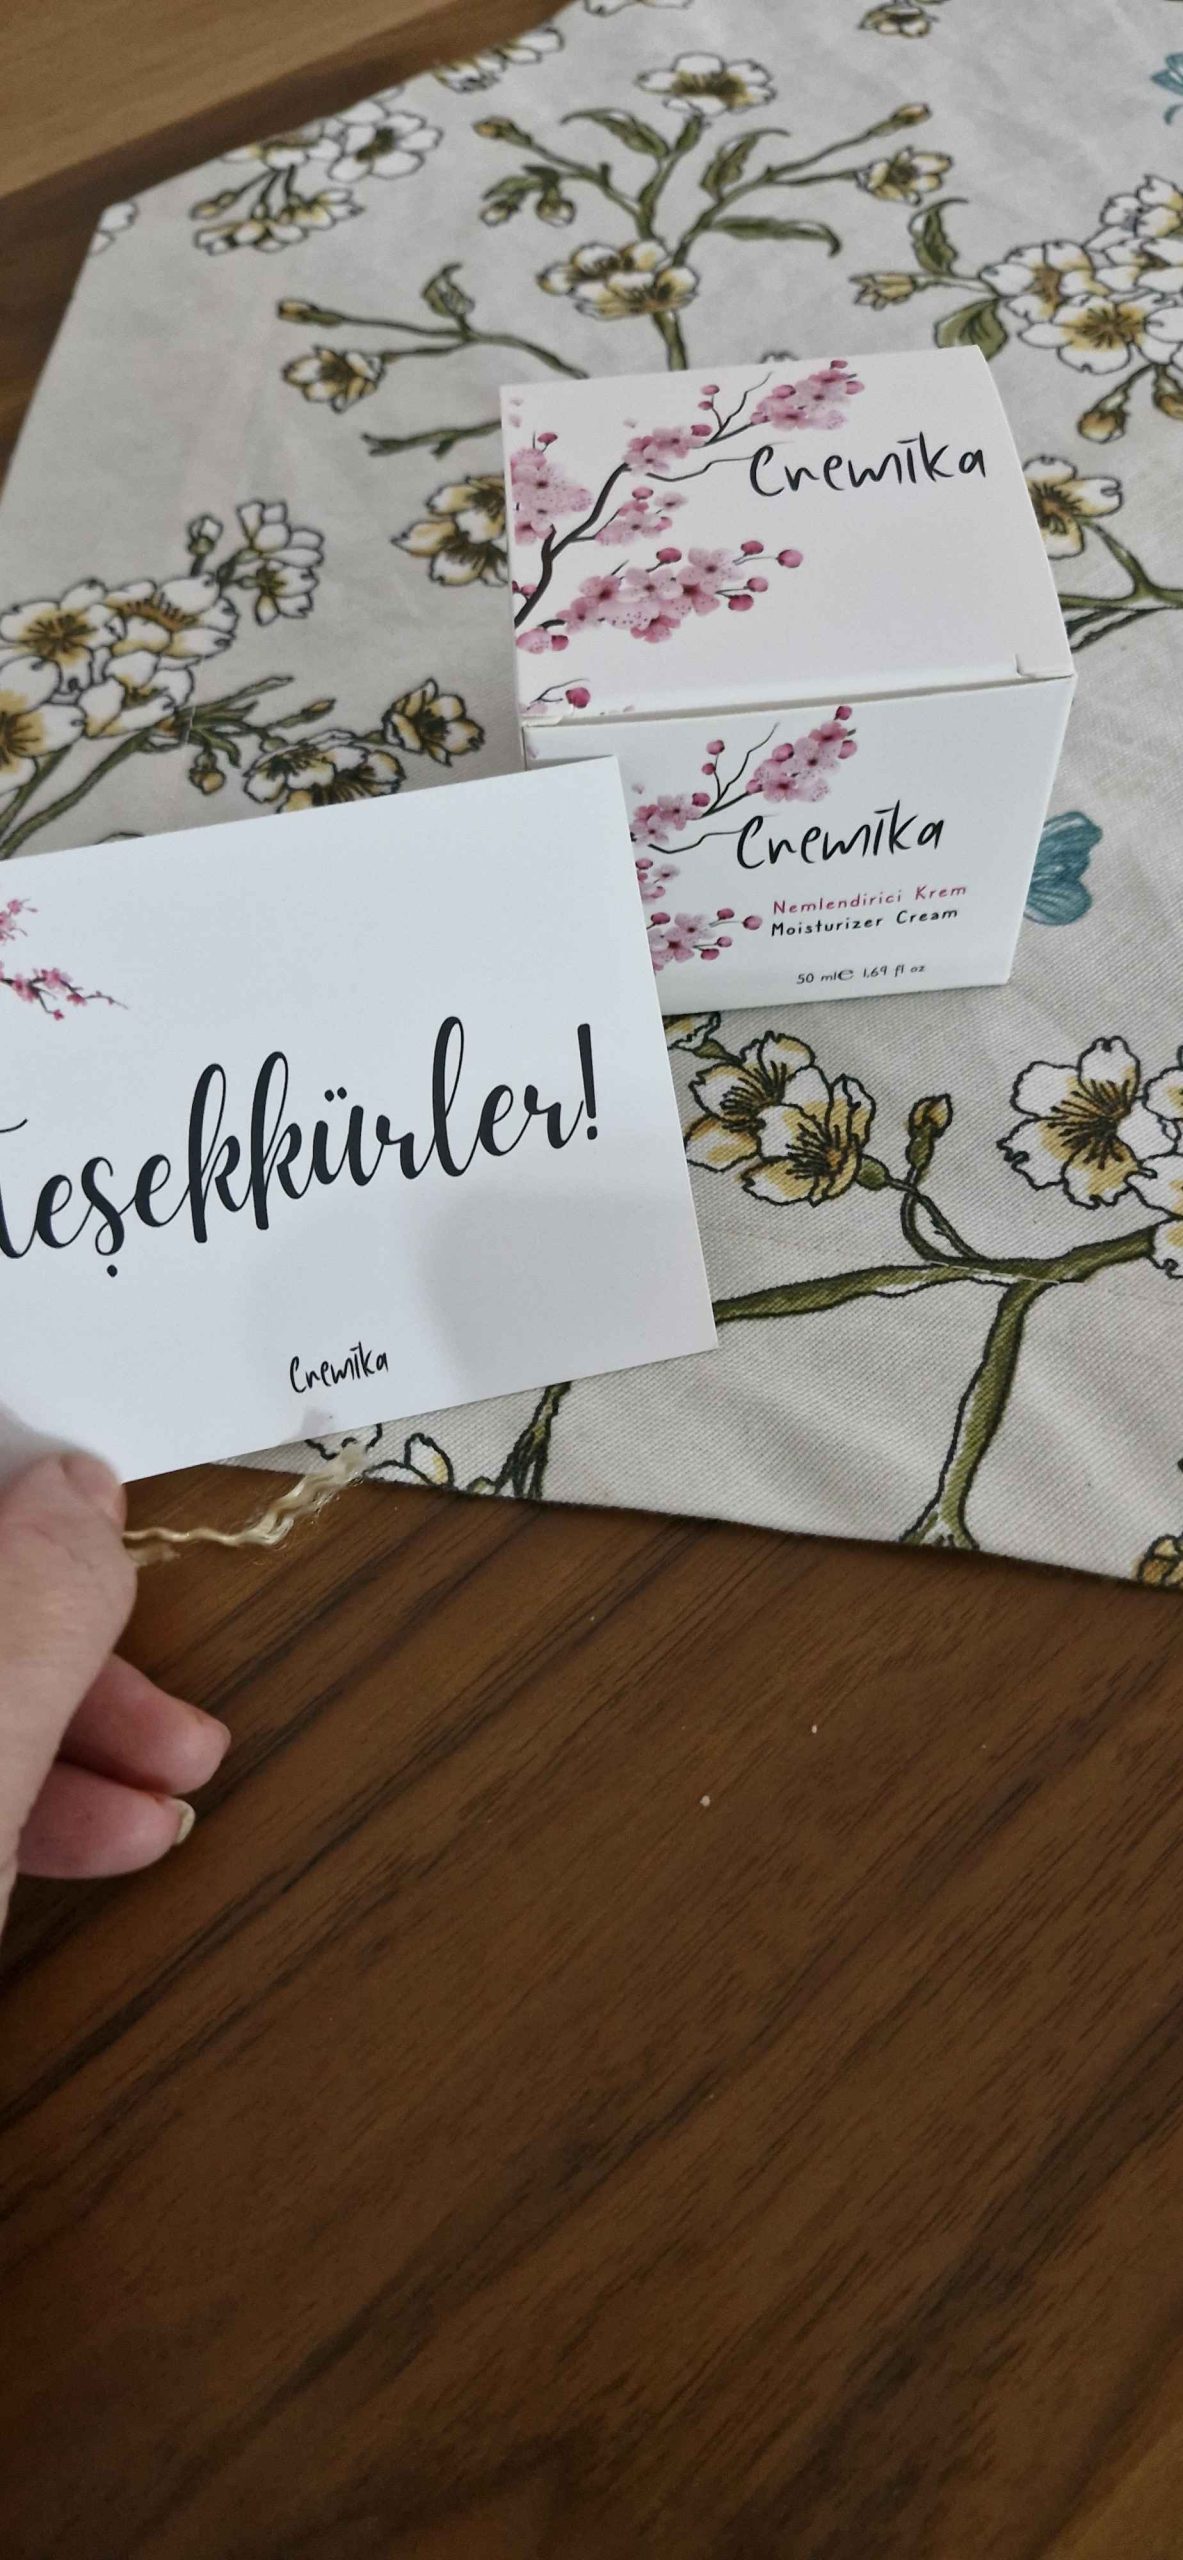 Cremika
Cremika
Nemlendirici Krem
Moisturizer Cream
50 ml℮ 1.69 fl oz
Teşekkürler!
Cremika